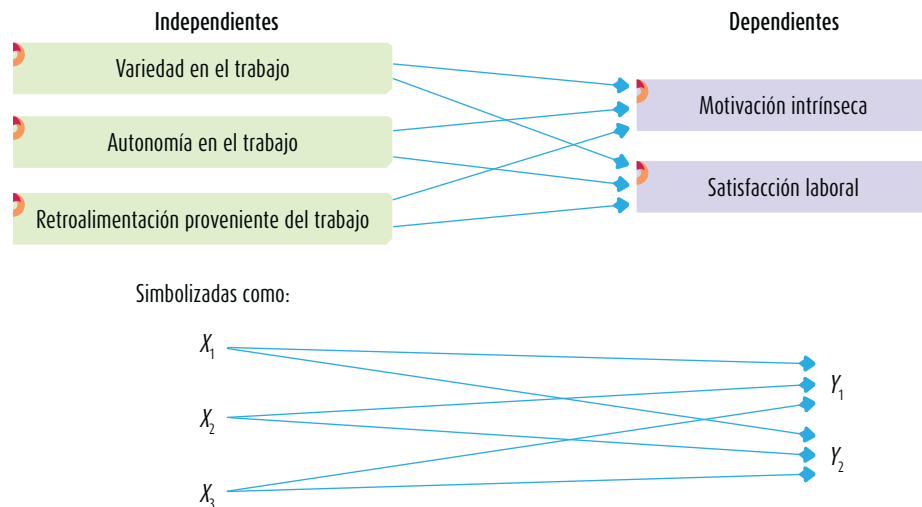 Independientes
Dependientes
Variedad en el trabajo
Motivación intrínseca
Autonomía en el trabajo
Satisfacción laboral
Retroalimentación proveniente del trabajo
Simbolizadas como:
X₁
Y₁
X₂
Y₂
X₃